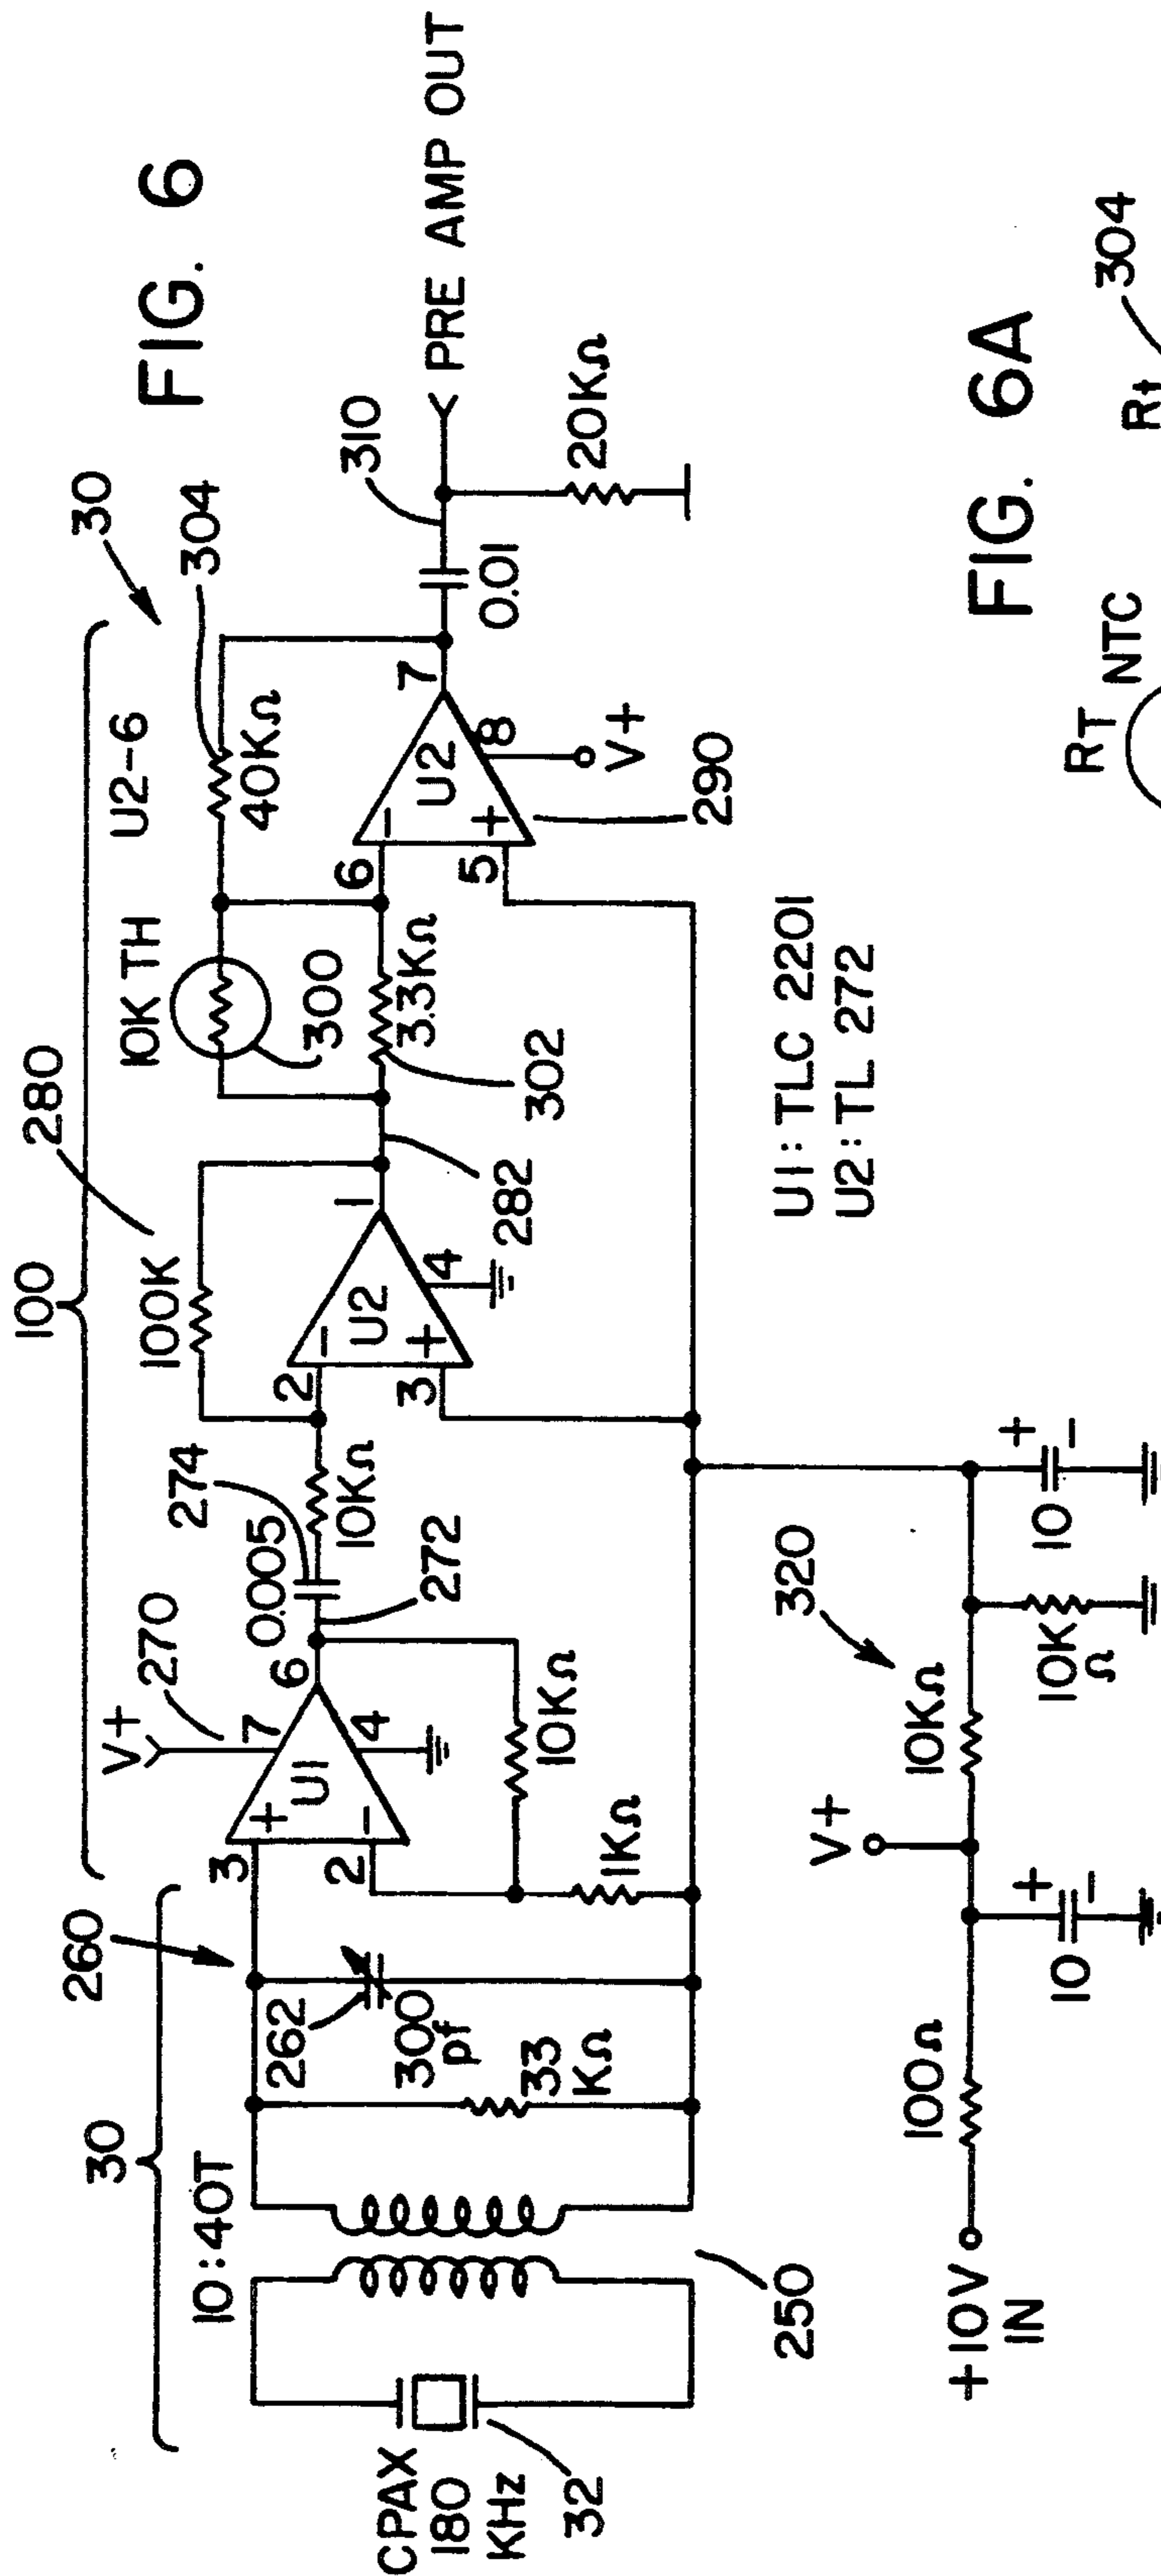 FIG. 6
30
10:40T
CPAX
180
KHz
32
250
260
262
300
pf
33
KΩ
100
V+
270
3
2
+
-
U1
7
4
6
1KΩ
10KΩ
272
0.005
274
10KΩ
280
100K
2
3
-
+
U2
4
1
282
10K TH
300
3.3KΩ
302
U2-6
30
304
40KΩ
6
5
-
+
U2
7
8
V+
290
0.01
310
20KΩ
PRE AMP OUT
U1: TLC 2201
U2: TL 272
+10V
IN
100Ω
10
+
-
V+
10KΩ
320
10K
Ω
10
+
-
FIG. 6A
RT NTC
Rt 304